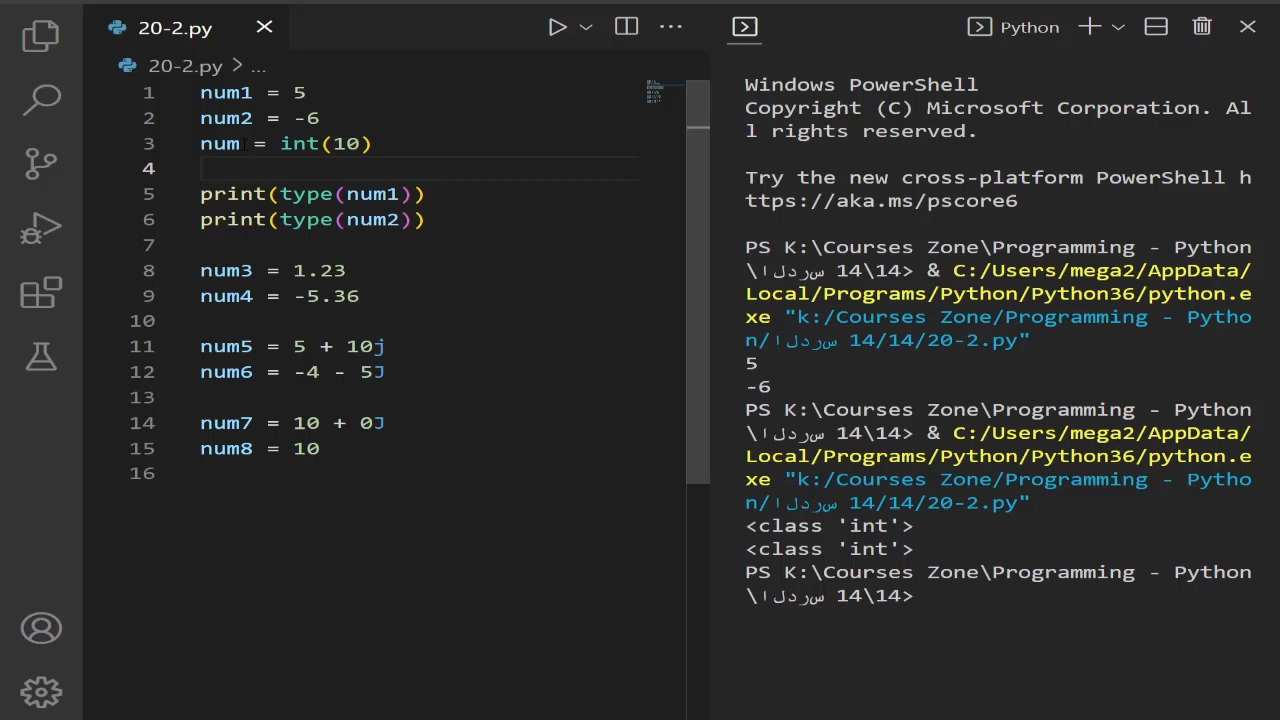 20-2.py
20-2.py > ...
1 num1 = 5
2 num2 = -6
3 num = int(10)
4
5 print(type(num1))
6 print(type(num2))
7
8 num3 = 1.23
9 num4 = -5.36
10
11 num5 = 5 + 10j
12 num6 = -4 - 5J
13
14 num7 = 10 + 0J
15 num8 = 10
16
Python
Windows PowerShell
Copyright (C) Microsoft Corporation. Al
l rights reserved.
Try the new cross-platform PowerShell h
ttps://aka.ms/pscore6
PS K:\Courses Zone\Programming - Python
\الدرس 14\14> & C:/Users/mega2/AppData/
Local/Programs/Python/Python36/python.e
xe "k:/Courses Zone/Programming - Pytho
n/الدرس 14/14/20-2.py"
5
-6
PS K:\Courses Zone\Programming - Python
\الدرس 14\14> & C:/Users/mega2/AppData/
Local/Programs/Python/Python36/python.e
xe "k:/Courses Zone/Programming - Pytho
n/الدرس 14/14/20-2.py"
<class 'int'>
<class 'int'>
PS K:\Courses Zone\Programming - Python
\الدرس 14\14>